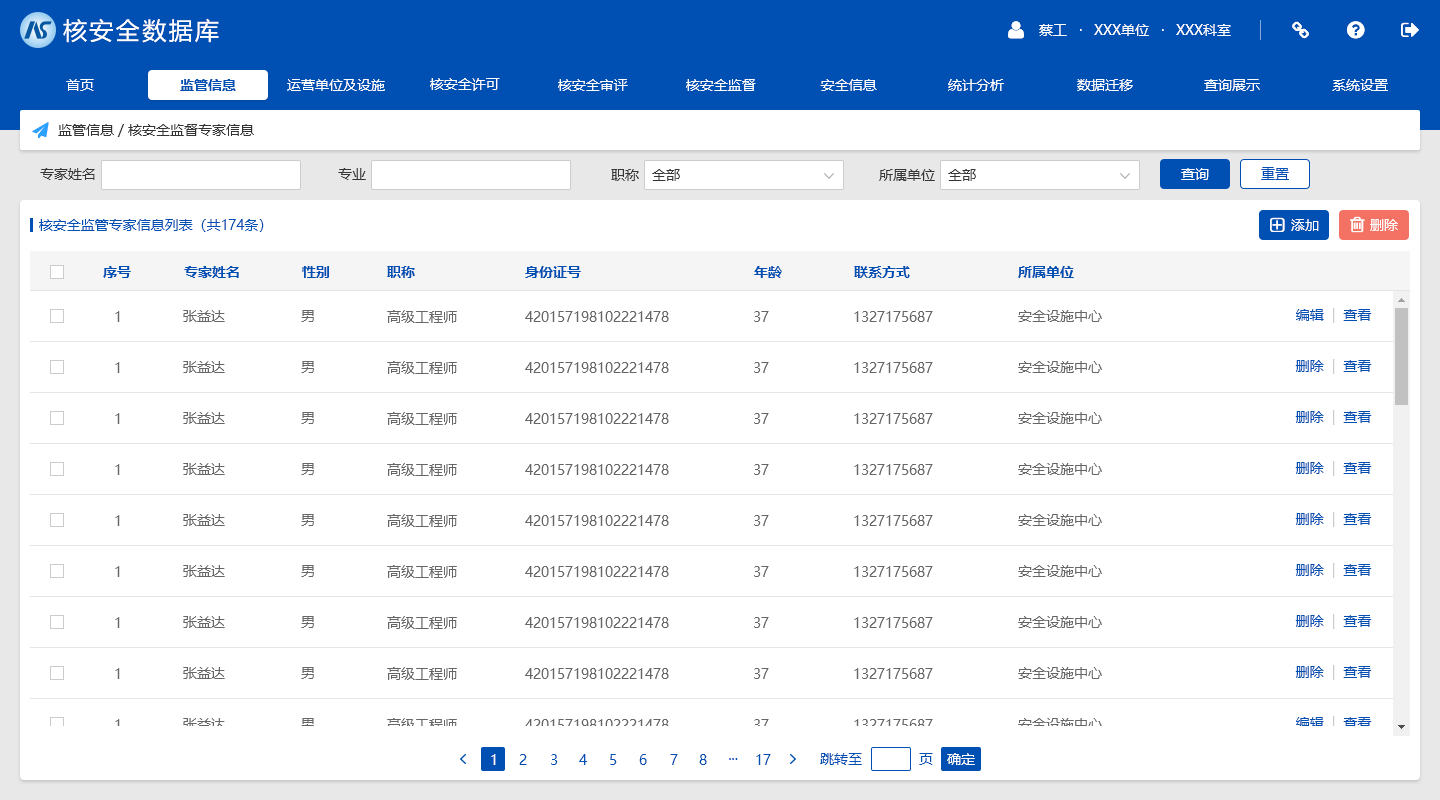 核安全数据库
蔡工 · XXX单位 · XXX科室
首页 监管信息 运营单位及设施 核安全许可 核安全审评 核安全监督 安全信息 统计分析 数据迁移 查询展示 系统设置
监管信息 / 核安全监督专家信息
专家姓名 专业 职称 全部 所属单位 全部 查询 重置
核安全监管专家信息列表（共174条） 添加 删除
序号 专家姓名 性别 职称 身份证号 年龄 联系方式 所属单位
1 张益达 男 高级工程师 420157198102221478 37 1327175687 安全设施中心 编辑 | 查看
1 张益达 男 高级工程师 420157198102221478 37 1327175687 安全设施中心 删除 | 查看
1 张益达 男 高级工程师 420157198102221478 37 1327175687 安全设施中心 删除 | 查看
1 张益达 男 高级工程师 420157198102221478 37 1327175687 安全设施中心 删除 | 查看
1 张益达 男 高级工程师 420157198102221478 37 1327175687 安全设施中心 删除 | 查看
1 张益达 男 高级工程师 420157198102221478 37 1327175687 安全设施中心 删除 | 查看
1 张益达 男 高级工程师 420157198102221478 37 1327175687 安全设施中心 删除 | 查看
1 张益达 男 高级工程师 420157198102221478 37 1327175687 安全设施中心 删除 | 查看
1 张益达 男 高级工程师 420157198102221478 37 1327175687 安全设施中心 编辑 | 查看
< 1 2 3 4 5 6 7 8 ··· 17 > 跳转至 页 确定